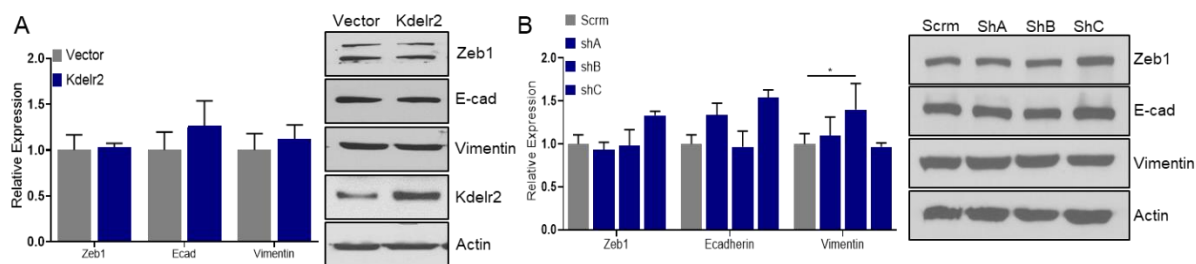 A
Vector
Kdelr2
Relative Expression
2.0
1.5
1.0
0.5
0.0
Zeb1
Ecad
Vimentin
Vector Kdelr2
Zeb1
E-cad
Vimentin
Kdelr2
Actin
B
Scrm
shA
shB
shC
Relative Expression
2.5
2.0
1.5
1.0
0.5
0.0
*
Zeb1
Ecadherin
Vimentin
Scrm ShA ShB ShC
Zeb1
E-cad
Vimentin
Actin